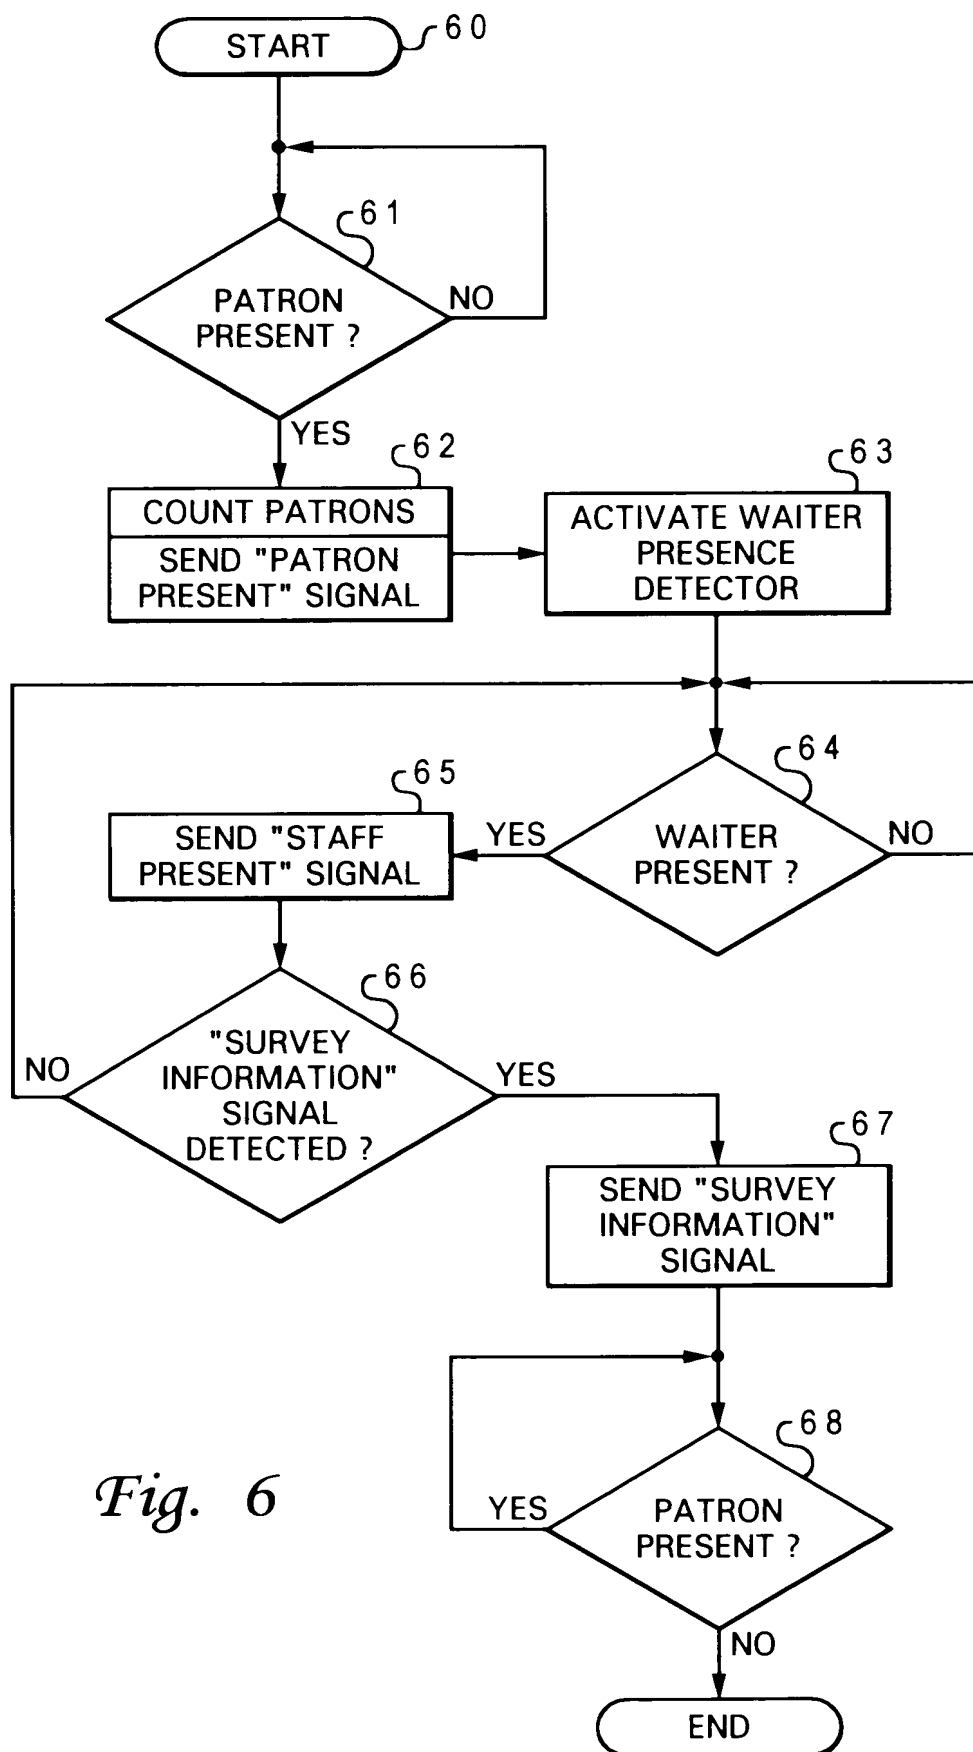 START
60
61
PATRON
PRESENT ?
NO
YES
62
COUNT PATRONS
SEND "PATRON
PRESENT" SIGNAL
63
ACTIVATE WAITER
PRESENCE
DETECTOR
64
WAITER
PRESENT ?
YES
NO
65
SEND "STAFF
PRESENT" SIGNAL
66
"SURVEY
INFORMATION"
SIGNAL
DETECTED ?
NO
YES
67
SEND "SURVEY
INFORMATION"
SIGNAL
68
PATRON
PRESENT ?
YES
NO
END
Fig. 6